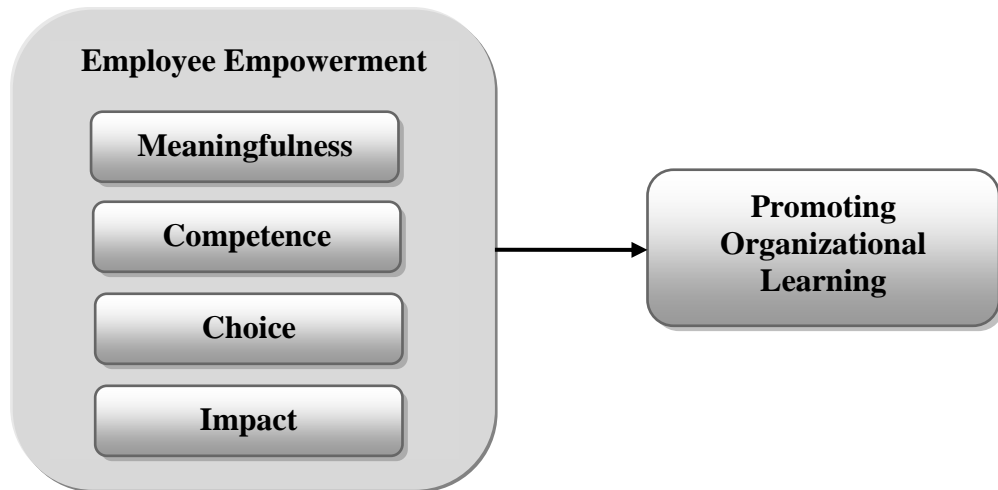 Employee Empowerment
Meaningfulness
Competence
Choice
Impact
Promoting
Organizational
Learning